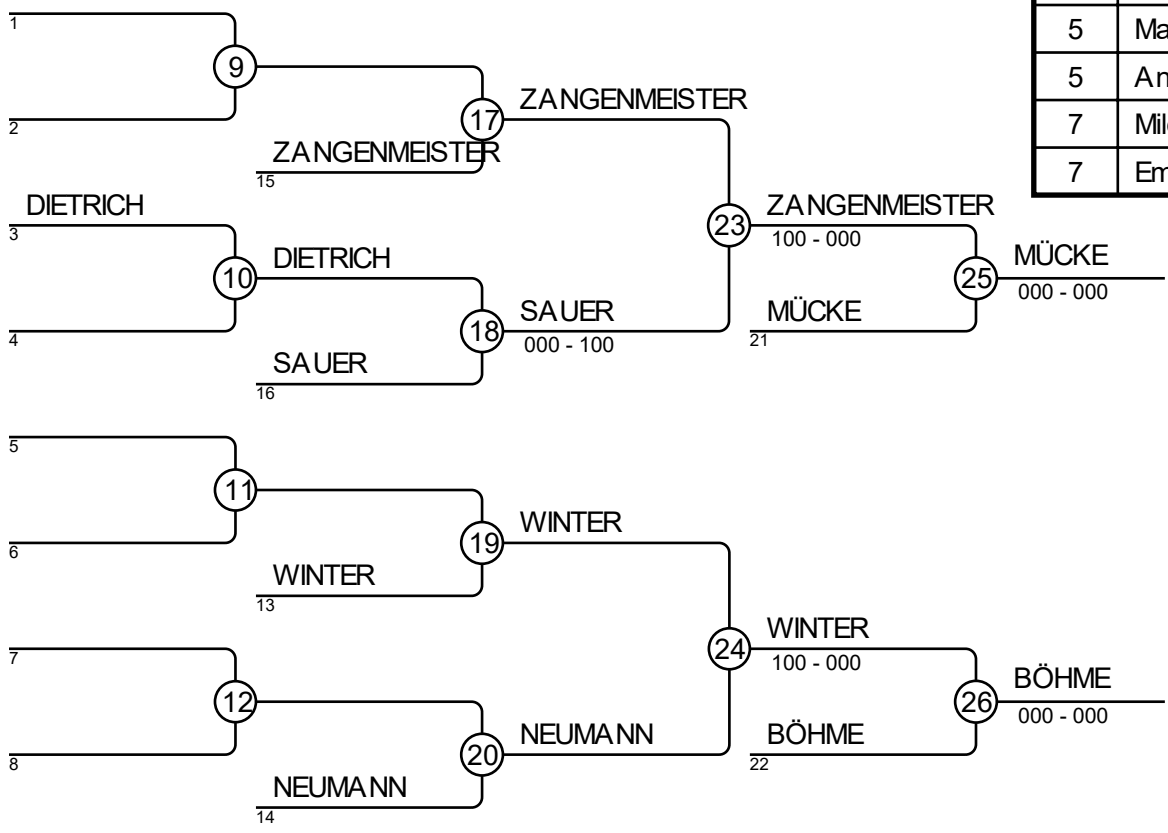 1
5 Ma
9
5 An
ZANGENMEISTER
17
2
7 Mil
ZANGENMEISTER
15
7 Em
DIETRICH
3
ZANGENMEISTER
23
100 - 000
DIETRICH
10
MÜCKE
25
000 - 000
SAUER
18
000 - 100
MÜCKE
21
4
SAUER
16
5
11
WINTER
19
6
WINTER
13
7
WINTER
24
100 - 000
12
BÖHME
26
000 - 000
NEUMANN
20
BÖHME
22
8
NEUMANN
14